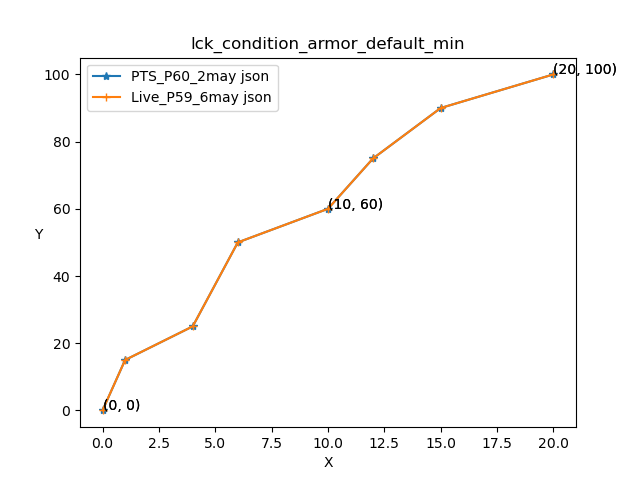 lck_condition_armor_default_min
PTS_P60_2may json
Live_P59_6may json
(20, 100)
(10, 60)
(0, 0)
Y
100
80
60
40
20
0
0.0 2.5 5.0 7.5 10.0 12.5 15.0 17.5 20.0
X